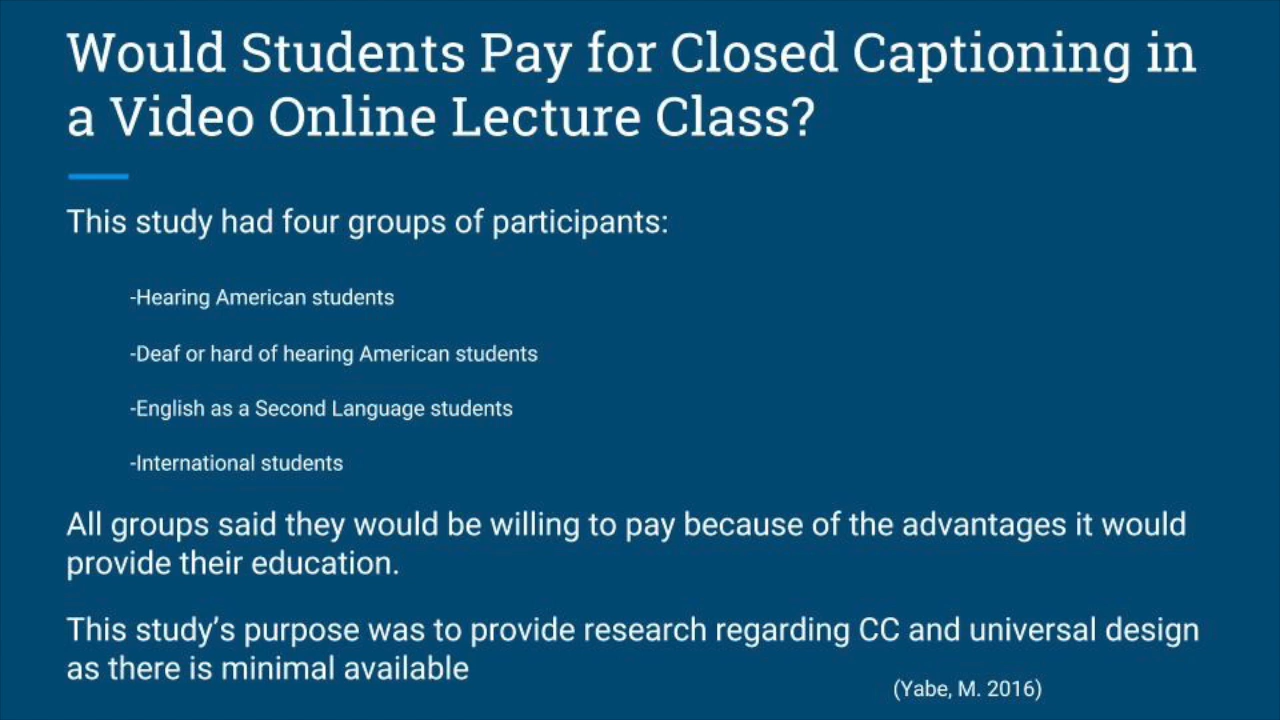 Would Students Pay for Closed Captioning in
a Video Online Lecture Class?
This study had four groups of participants:
-Hearing American students
-Deaf or hard of hearing American students
-English as a Second Language students
-International students
All groups said they would be willing to pay because of the advantages it would
provide their education.
This study’s purpose was to provide research regarding CC and universal design
as there is minimal available
(Yabe, M. 2016)